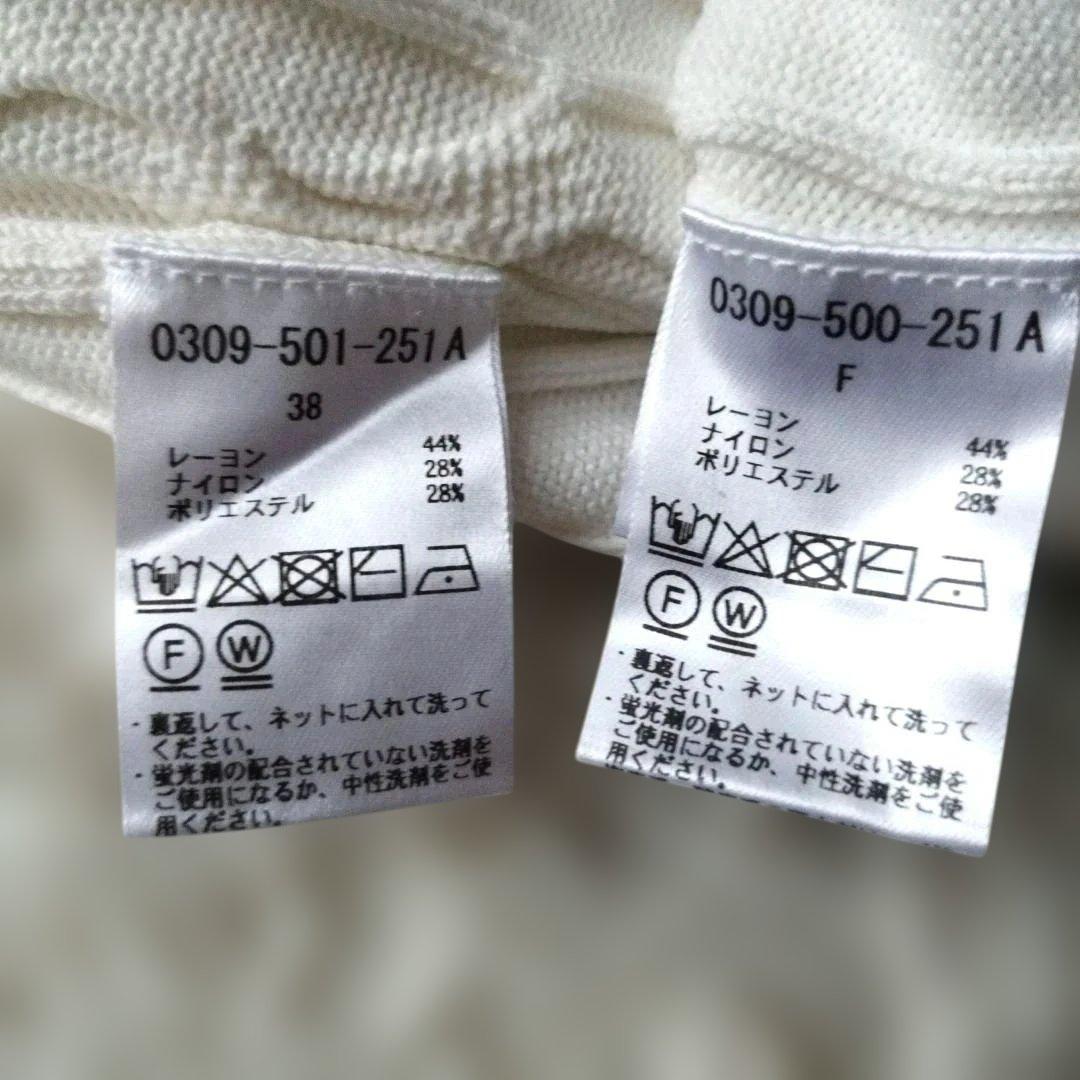 0309-501-251A
38
レーヨン 44%
ナイロン 28%
ポリエステル 28%
F W
・裏返して、ネットに入れて洗って
ください。
・蛍光剤の配合されていない洗剤を
ご使用になるか、中性洗剤をご使
用ください。
0309-500-251A
F
レーヨン 44%
ナイロン 28%
ポリエステル 28%
F W
・裏返して、ネットに入れて洗って
ください。
・蛍光剤の配合されていない洗剤を
ご使用になるか、中性洗剤をご使
用ください。